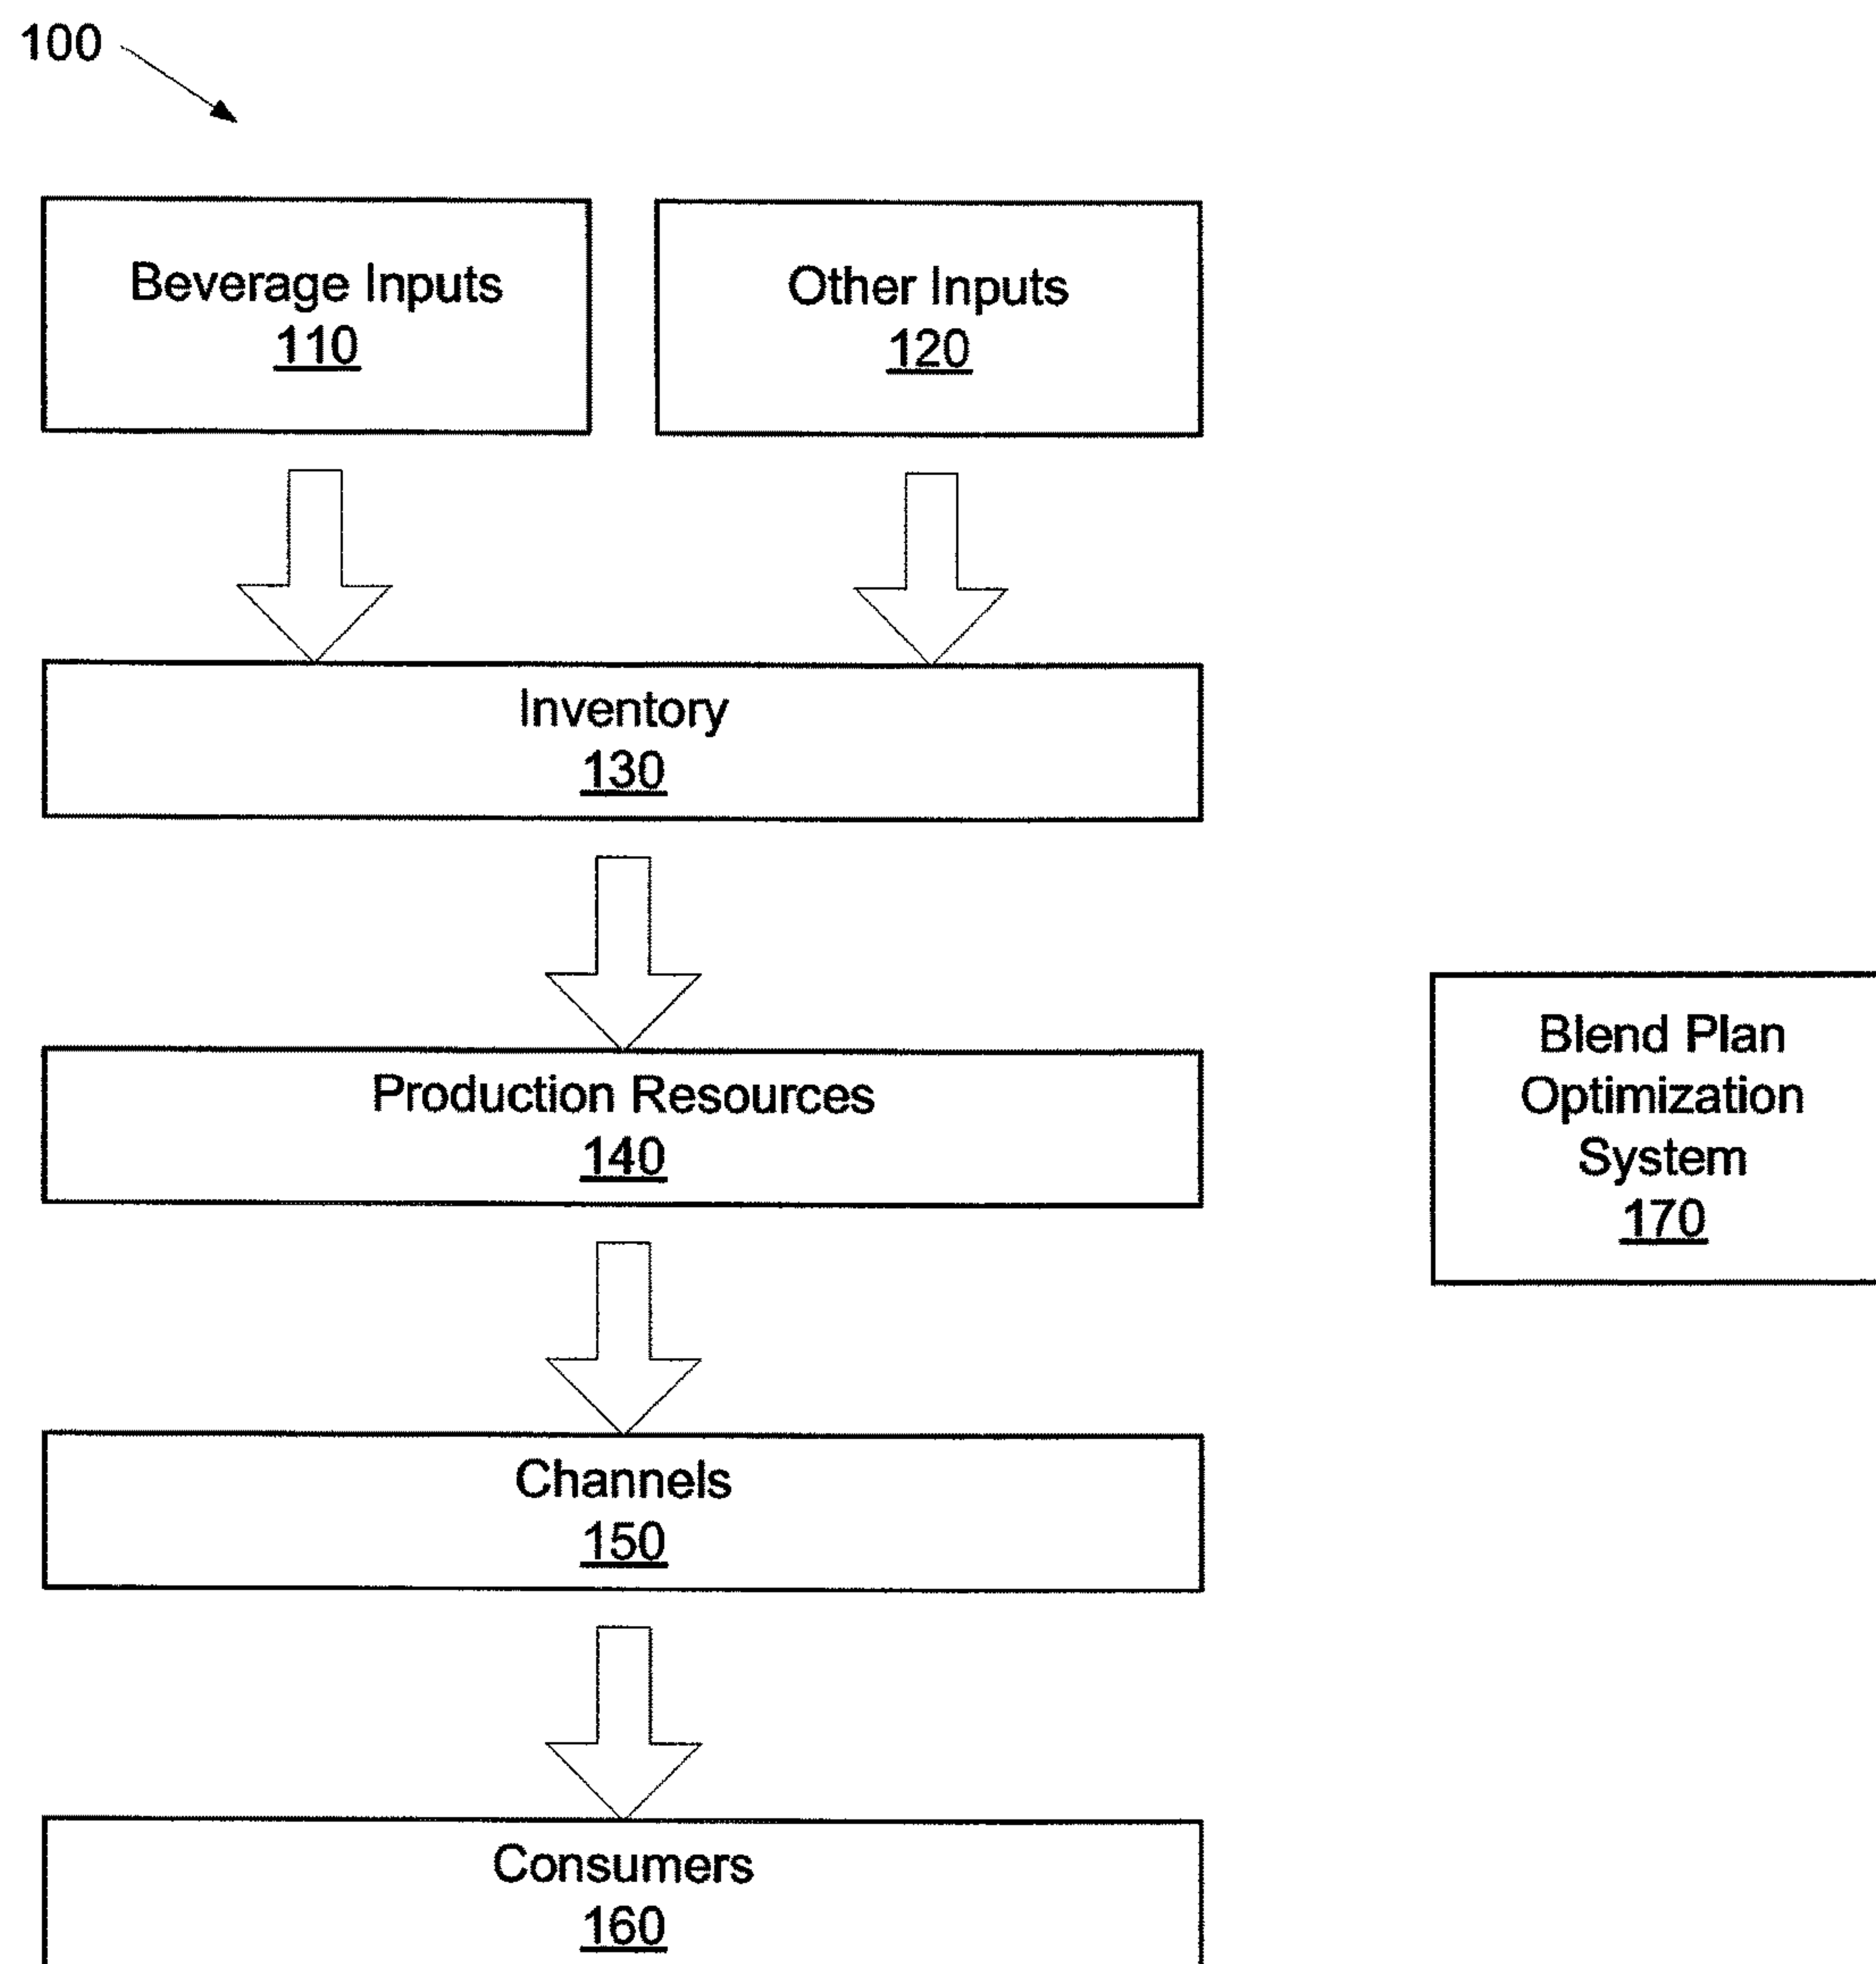 100
Beverage Inputs
110
Other Inputs
120
Inventory
130
Production Resources
140
Blend Plan
Optimization
System
170
Channels
150
Consumers
160